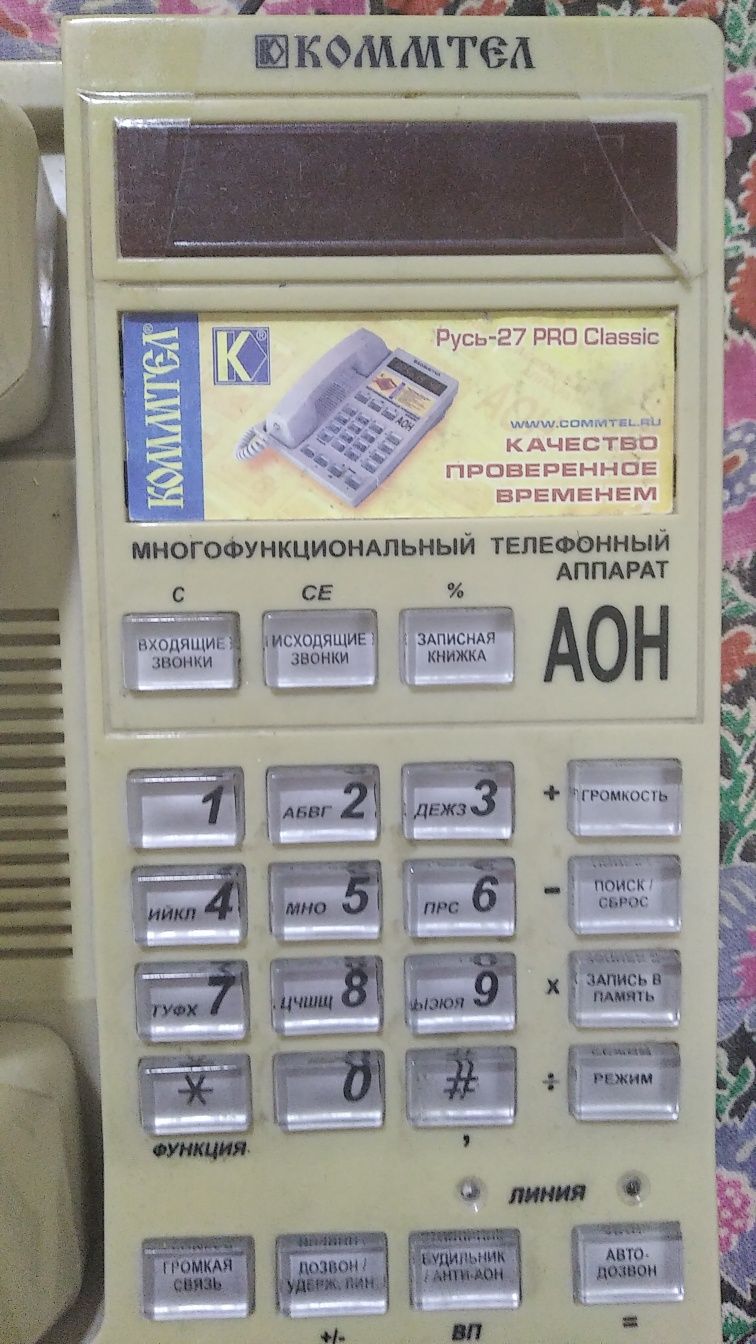 К КОММТЕЛ
КОММТЕЛ®
К®
Русь-27 PRO Classic
КОММТЕЛ
АОН
WWW.COMMTEL.RU
КАЧЕСТВО
ПРОВЕРЕННОЕ
ВРЕМЕНЕМ
МНОГОФУНКЦИОНАЛЬНЫЙ ТЕЛЕФОННЫЙ
АППАРАТ
С СЕ %
ВХОДЯЩИЕ
ЗВОНКИ
ИСХОДЯЩИЕ
ЗВОНКИ
ЗАПИСНАЯ
КНИЖКА
АОН
1 АБВГ 2 ДЕЖЗ 3 + ГРОМКОСТЬ
ИЙКЛ 4 МНО 5 ПРС 6 - ПОИСК /
СБРОС
ТУФХ 7 ЦЧШЩ 8 ЫЭЮЯ 9 x ЗАПИСЬ В
ПАМЯТЬ
* 0 # ÷ РЕЖИМ
ФУНКЦИЯ ,
ЛИНИЯ
ГРОМКАЯ
СВЯЗЬ
ДОЗВОН /
УДЕРЖ. ЛИН.
БУДИЛЬНИК
/ АНТИ-АОН
АВТО-
ДОЗВОН
+/- ВП =